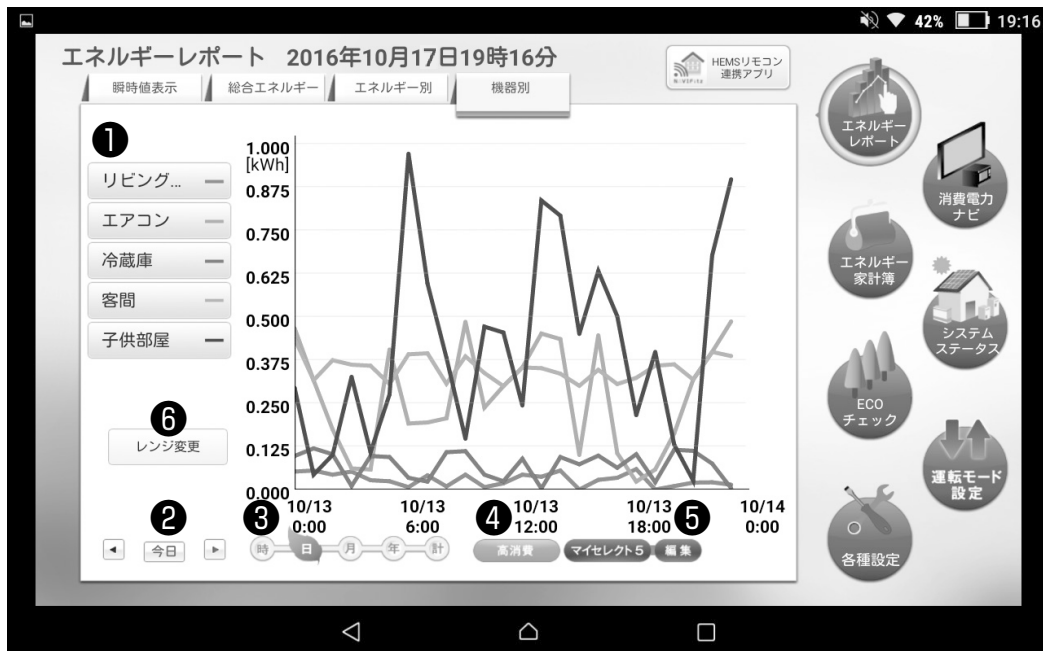 42% 19:16
エネルギーレポート 2016年10月17日19時16分
HEMSリモコン
連携アプリ
瞬時値表示 総合エネルギー エネルギー別 機器別
❶
リビング...
エアコン
冷蔵庫
客間
子供部屋
❻
レンジ変更
1.000
[kWh]
0.875
0.750
0.625
0.500
0.375
0.250
0.125
0.000
10/13 10/13 10/13 10/13 10/14
0:00 6:00 12:00 18:00 0:00
❷ ❸ ❹ ❺
今日 時 日 月 年 計 高消費 マイセレクト5 編集
エネルギー
レポート
消費電力
ナビ
エネルギー
家計簿
システム
ステータス
ECO
チェック
運転モード
設定
各種設定